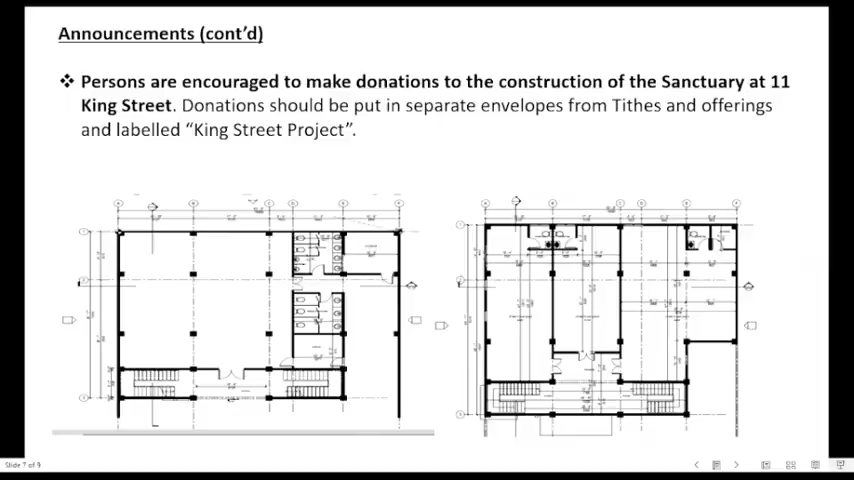 Announcements (cont’d)
❖ Persons are encouraged to make donations to the construction of the Sanctuary at 11
King Street. Donations should be put in separate envelopes from Tithes and offerings
and labelled “King Street Project”.
Slide 7 of 9